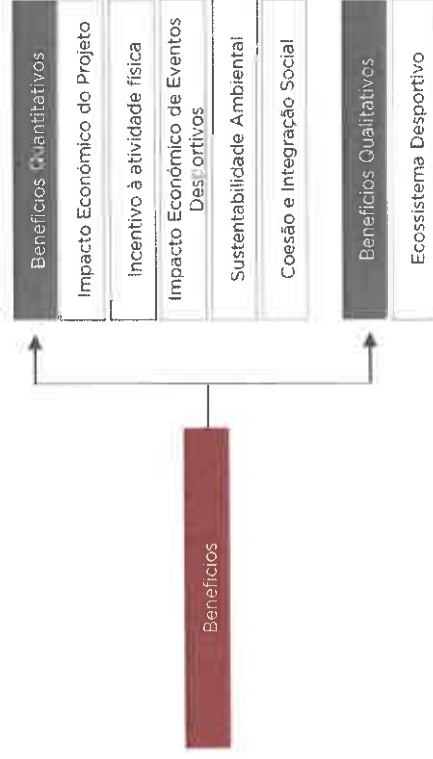 Benefícios
Benefícios Quantitativos
Impacto Económico do Projeto
Incentivo à atividade física
Impacto Económico de Eventos
Desportivos
Sustentabilidade Ambiental
Coesão e Integração Social
Benefícios Qualitativos
Ecossistema Desportivo